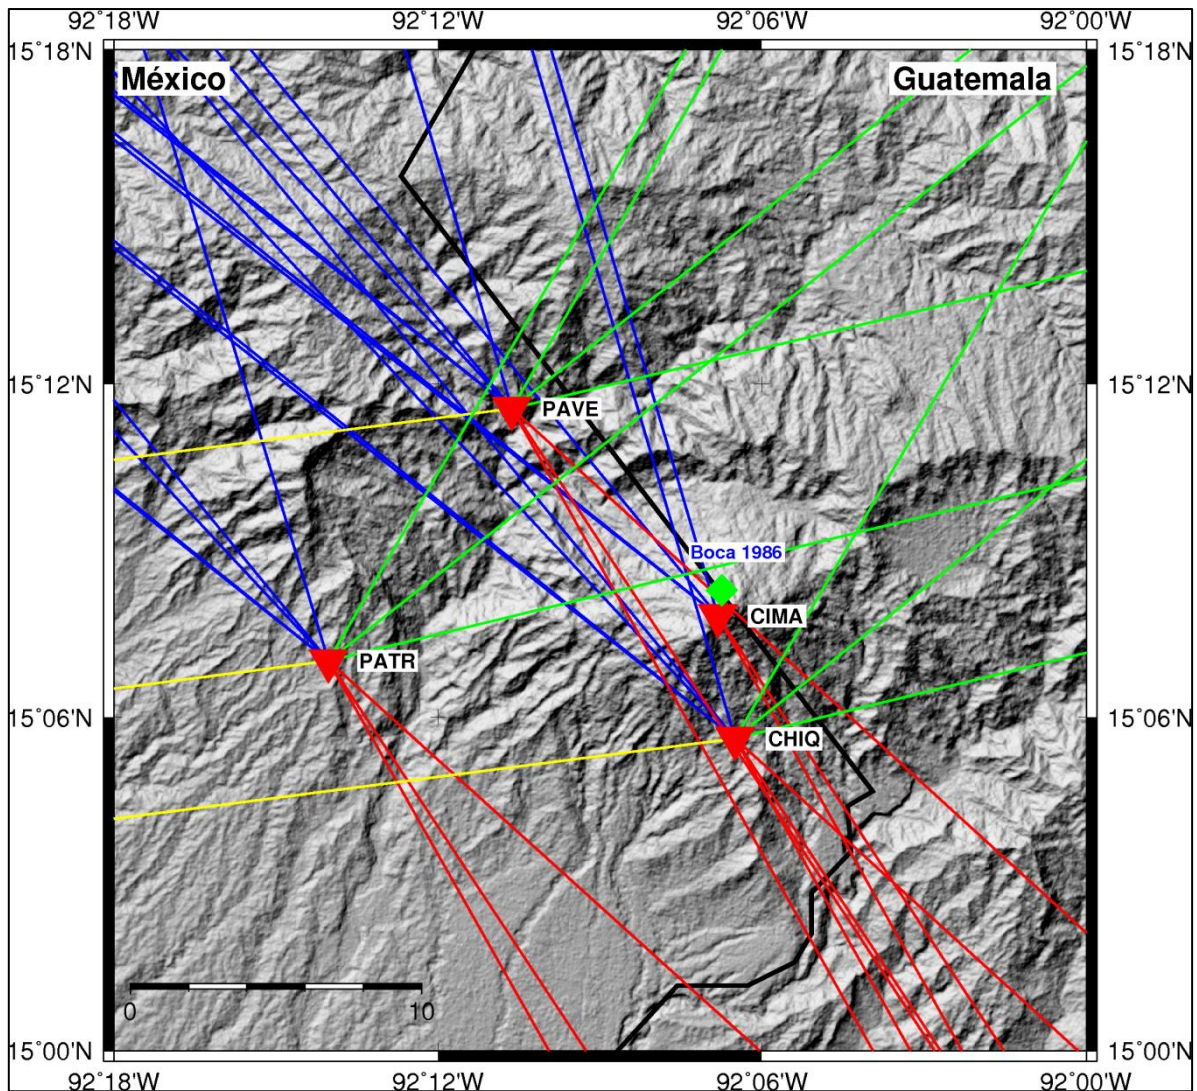 92°18'W 92°12'W 92°06'W 92°00'W
15°18'N 15°18'N
México Guatemala
15°12'N 15°12'N
PAVE
Boca 1986
CIMA
PATR
15°06'N 15°06'N
CHIQ
0 10
15°00'N 15°00'N
92°18'W 92°12'W 92°06'W 92°00'W